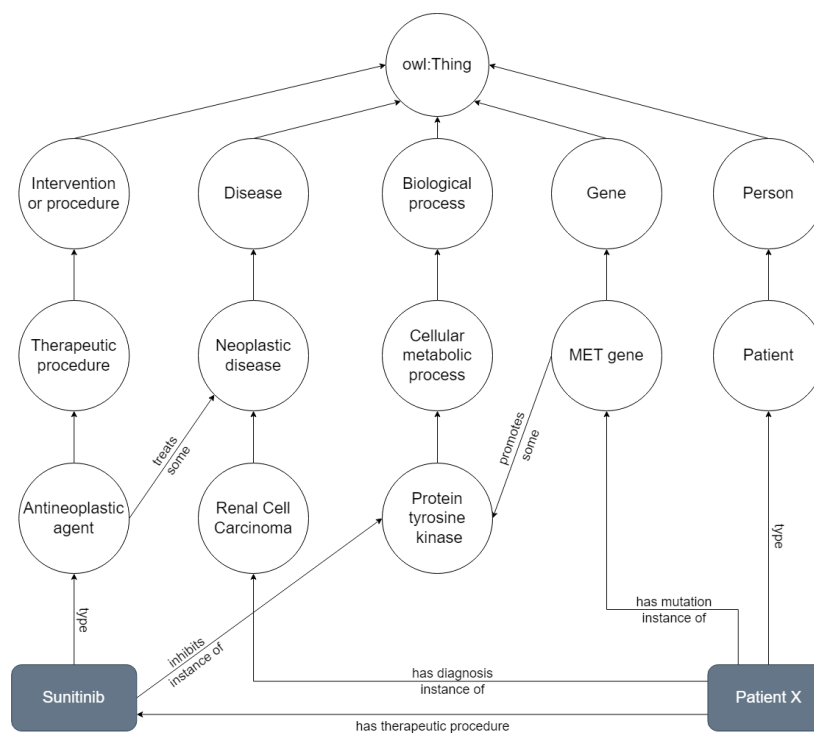 owl:Thing
Intervention
or procedure
Disease
Biological
process
Gene
Person
Therapeutic
procedure
Neoplastic
disease
Cellular
metabolic
process
MET gene
Patient
treats
some
promotes
some
Antineoplastic
agent
Renal Cell
Carcinoma
Protein
tyrosine
kinase
type
type
inhibits
instance of
has mutation
instance of
has diagnosis
instance of
Sunitinib
Patient X
has therapeutic procedure